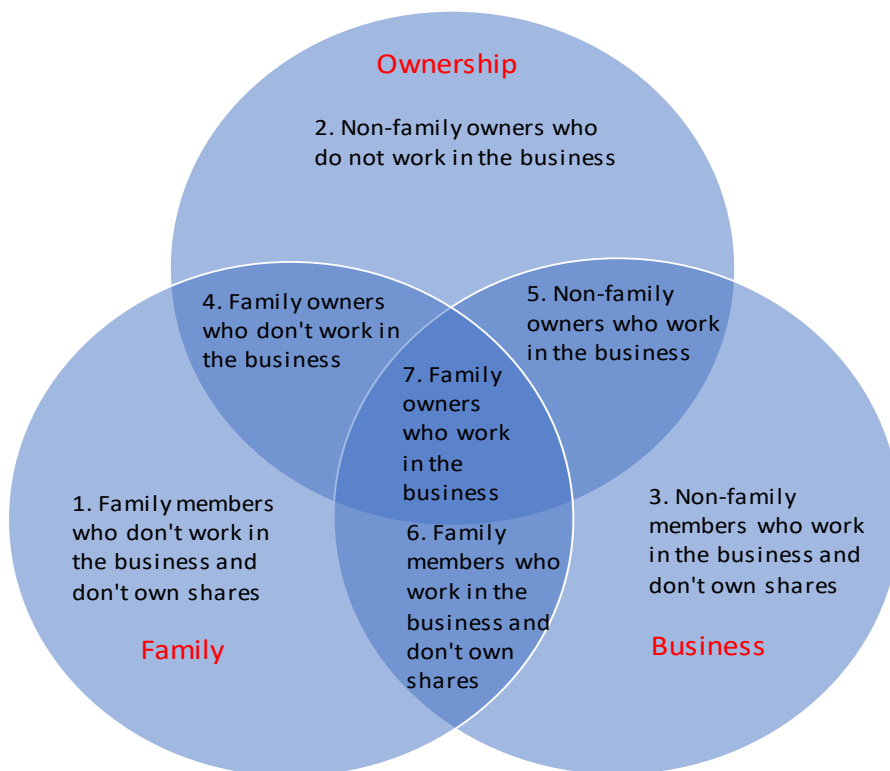 Ownership
2. Non-family owners who
do not work in the business
4. Family owners
who don't work in
the business
5. Non-family
owners who work
in the business
7. Family
owners
who work
in the
business
1. Family members
who don't work in
the business and
don't own shares
3. Non-family
members who work
in the business and
don't own shares
6. Family
members who
work in the
business and
don't own
shares
Family
Business